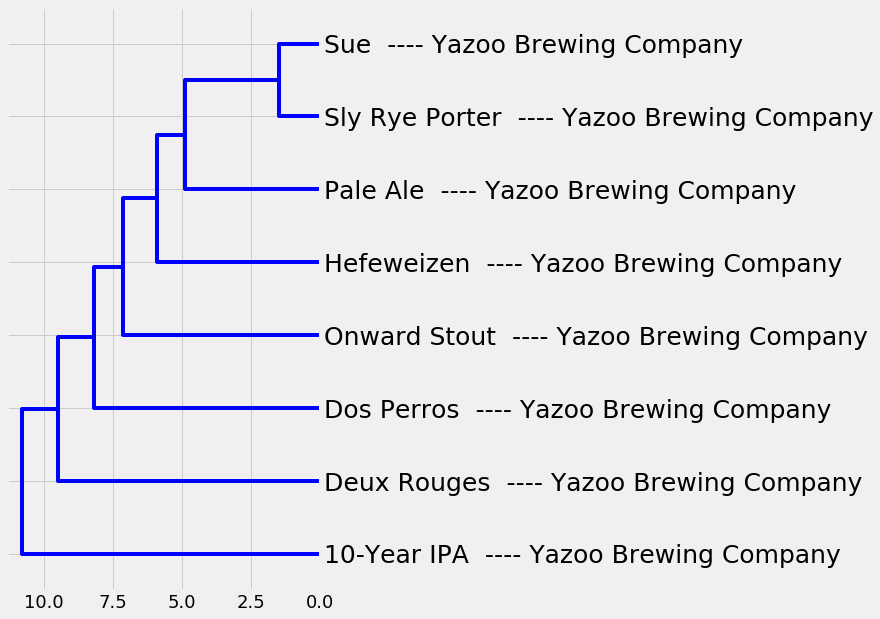 Sue  ---- Yazoo Brewing Company
Sly Rye Porter  ---- Yazoo Brewing Company
Pale Ale  ---- Yazoo Brewing Company
Hefeweizen  ---- Yazoo Brewing Company
Onward Stout  ---- Yazoo Brewing Company
Dos Perros  ---- Yazoo Brewing Company
Deux Rouges  ---- Yazoo Brewing Company
10-Year IPA  ---- Yazoo Brewing Company
10.0 7.5 5.0 2.5 0.0